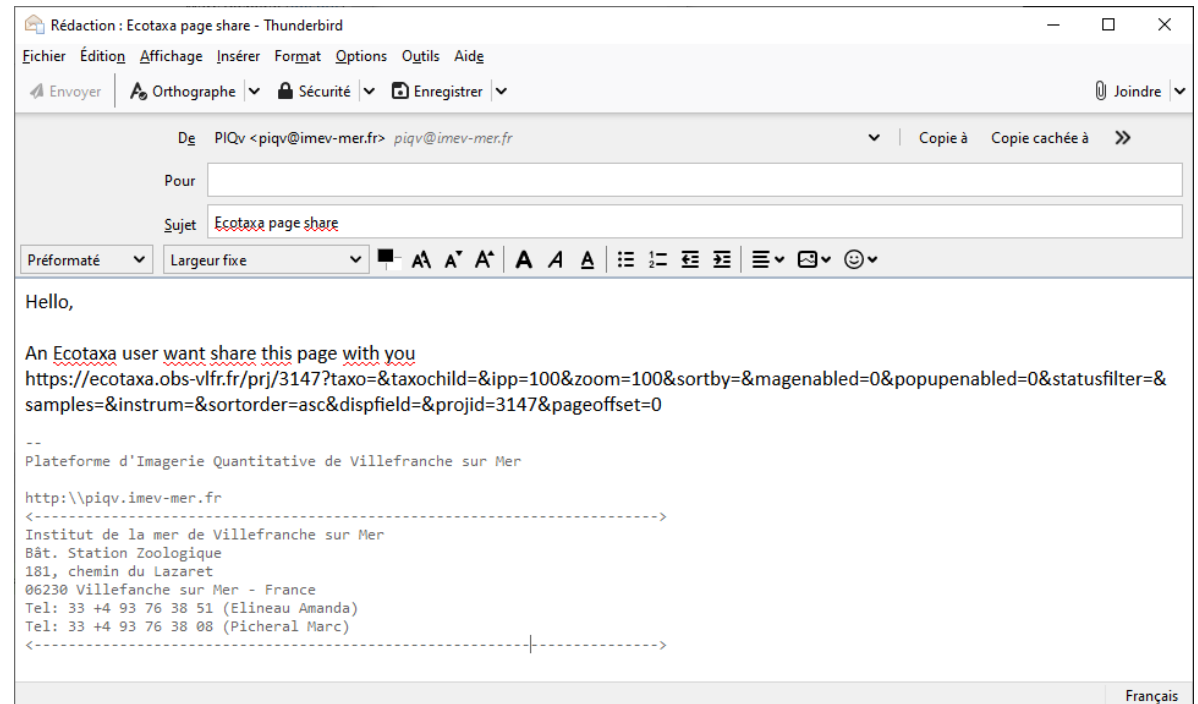 Rédaction : Ecotaxa page share - Thunderbird
Fichier Édition Affichage Insérer Format Options Outils Aide
Envoyer Orthographe Sécurité Enregistrer Joindre
De PIQv <piqv@imev-mer.fr> piqv@imev-mer.fr Copie à Copie cachée à
Pour
Sujet Ecotaxa page share
Préformaté Largeur fixe
Hello,
An Ecotaxa user want share this page with you
https://ecotaxa.obs-vlfr.fr/prj/3147?taxo=&taxochild=&ipp=100&zoom=100&sortby=&magenabled=0&popupenabled=0&statusfilter=&
samples=&instrum=&sortorder=asc&dispfield=&projid=3147&pageoffset=0
--
Plateforme d'Imagerie Quantitative de Villefranche sur Mer
http:\\piqv.imev-mer.fr
<------------------------------------------------------------------------->
Institut de la mer de Villefranche sur Mer
Bât. Station Zoologique
181, chemin du Lazaret
06230 Villefanche sur Mer - France
Tel: 33 +4 93 76 38 51 (Elineau Amanda)
Tel: 33 +4 93 76 38 08 (Picheral Marc)
<------------------------------------------------------------------------->
Français